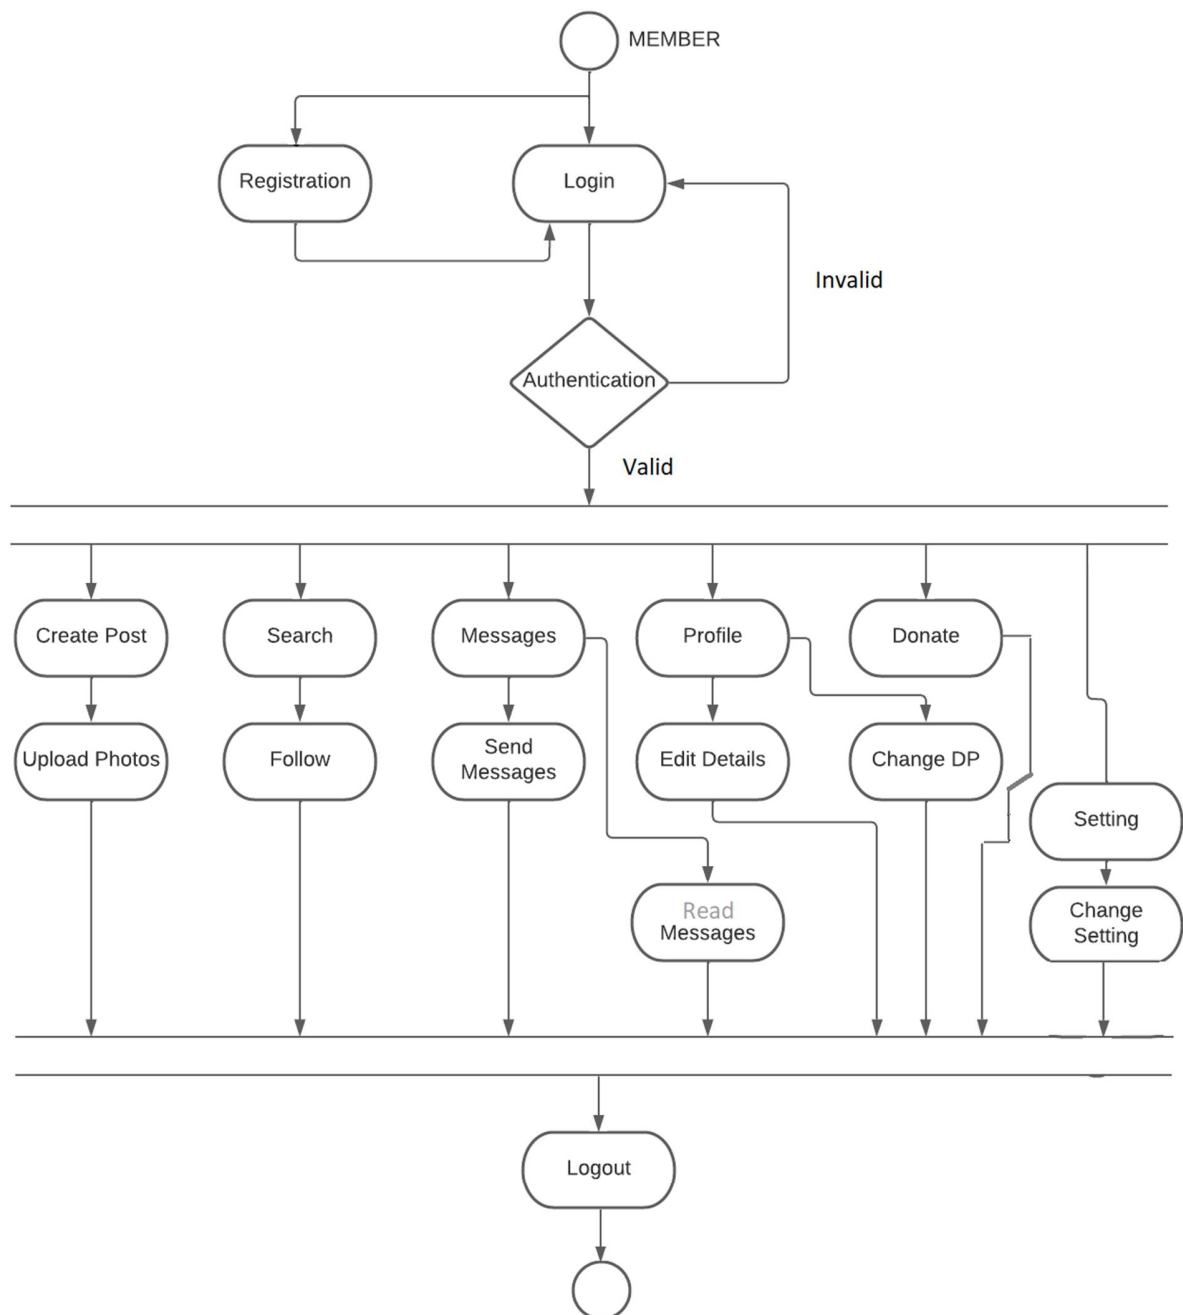 MEMBER
Registration
Login
Invalid
Authentication
Valid
Create Post
Search
Messages
Profile
Donate
Upload Photos
Follow
Send
Messages
Edit Details
Change DP
Setting
Read
Messages
Change
Setting
Logout